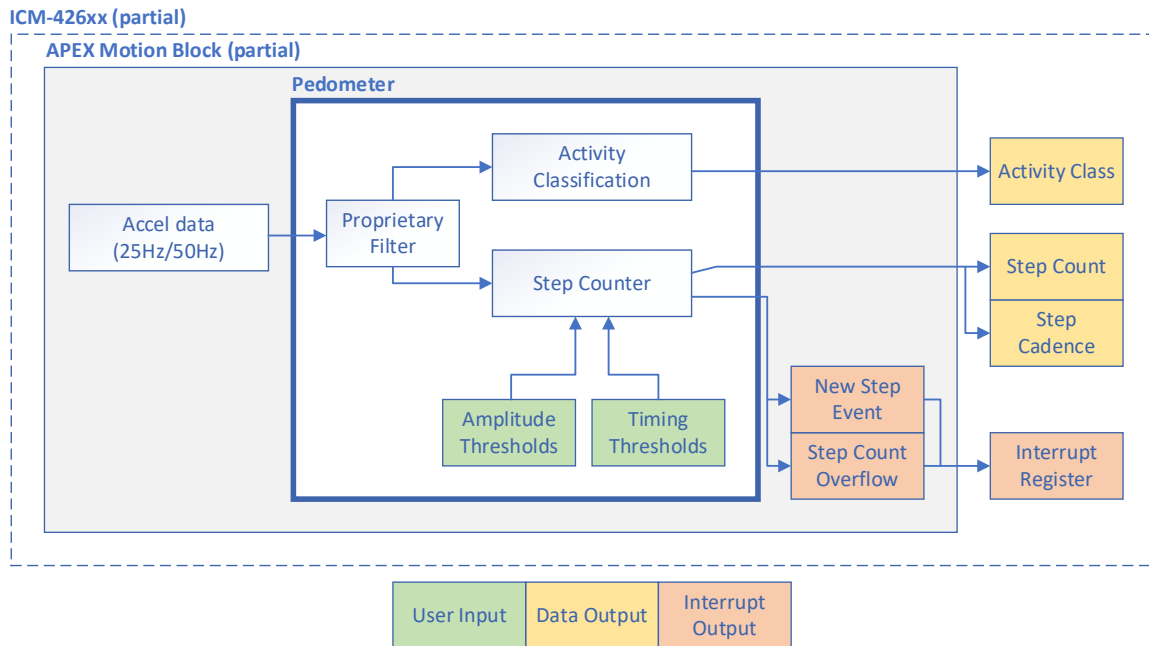 ICM-426xx (partial)
APEX Motion Block (partial)
Pedometer
Activity
Classification
Activity Class
Accel data
(25Hz/50Hz)
Proprietary
Filter
Step Counter
Step Count
Step
Cadence
Amplitude
Thresholds
Timing
Thresholds
New Step
Event
Step Count
Overflow
Interrupt
Register
User Input
Data Output
Interrupt
Output